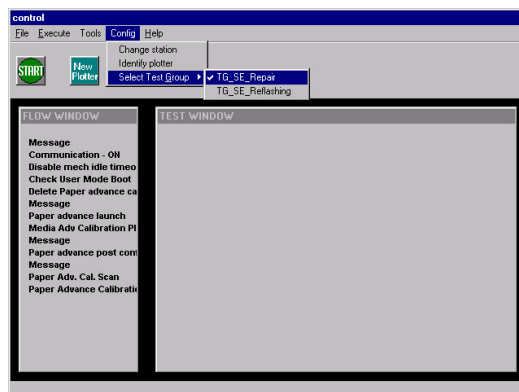 control
File Execute Tools Config Help
Change station
Identify plotter
Select Test Group
✓ TG_SE_Repair
TG_SE_Reflashing
START
New Plotter
FLOW WINDOW
TEST WINDOW
Message
Communication - ON
Disable mech idle timeo
Check User Mode Boot
Delete Paper advance ca
Message
Paper advance launch
Media Adv Calibration Pl
Message
Paper advance post com
Message
Paper Adv. Cal. Scan
Paper Advance Calibratio